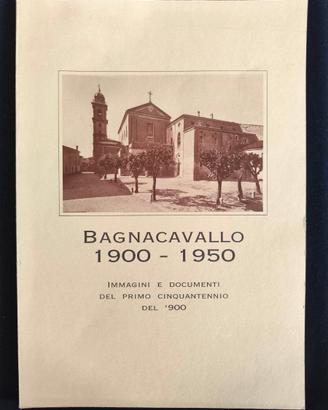 Bagnacavallo
1900 - 1950
Immagini e documenti
del primo cinquantennio
del '900